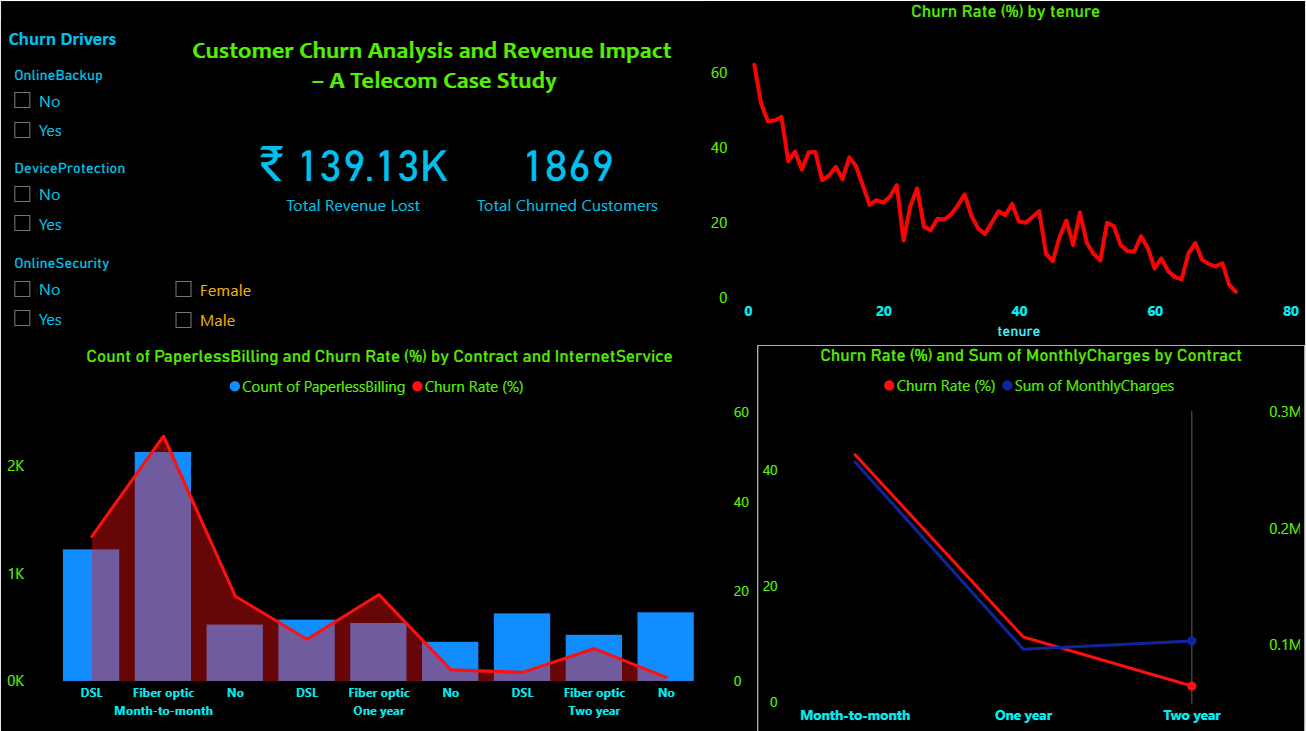 Churn Drivers
OnlineBackup
No
Yes
DeviceProtection
No
Yes
OnlineSecurity
No
Yes
Customer Churn Analysis and Revenue Impact
– A Telecom Case Study
₹ 139.13K
Total Revenue Lost
1869
Total Churned Customers
Female
Male
Churn Rate (%) by tenure
60
40
20
0
0 20 40 60 80
tenure
Count of PaperlessBilling and Churn Rate (%) by Contract and InternetService
Count of PaperlessBilling Churn Rate (%)
2K
1K
0K
60
40
20
0
DSL Fiber optic No DSL Fiber optic No DSL Fiber optic No
Month-to-month One year Two year
Churn Rate (%) and Sum of MonthlyCharges by Contract
Churn Rate (%) Sum of MonthlyCharges
40
20
0
0.3M
0.2M
0.1M
Month-to-month One year Two year